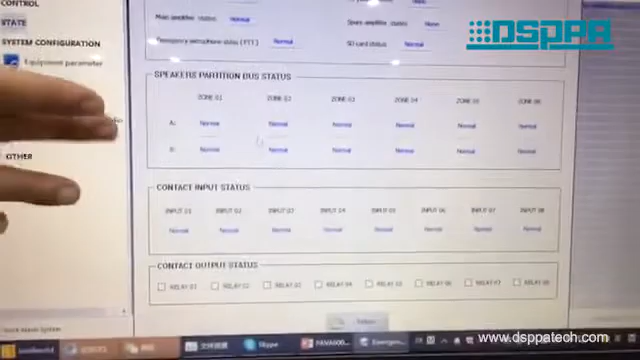 CONTROL
STATE
SYSTEM CONFIGURATION
Equipment parameter
OTHER
Main amplifier status: Normal
Spare amplifier status: None
Emergency microphone status (PTT) Normal
SD card status: Normal
DSPPA
SPEAKERS PARTITION BUS STATUS
ZONE 01 ZONE 02 ZONE 03 ZONE 04 ZONE 05 ZONE 06
A: Normal Normal Normal Normal Normal Normal
B: Normal Normal Normal Normal Normal Normal
CONTACT INPUT STATUS
INPUT 01 INPUT 02 INPUT 03 INPUT 04 INPUT 05 INPUT 06 INPUT 07 INPUT 08
Normal Normal Normal Normal Normal Normal Normal Normal
CONTACT OUTPUT STATUS
RELAY 01 RELAY 02 RELAY 03 RELAY 04 RELAY 05 RELAY 06 RELAY 07 RELAY 08
Skype
www.dsppatech.com